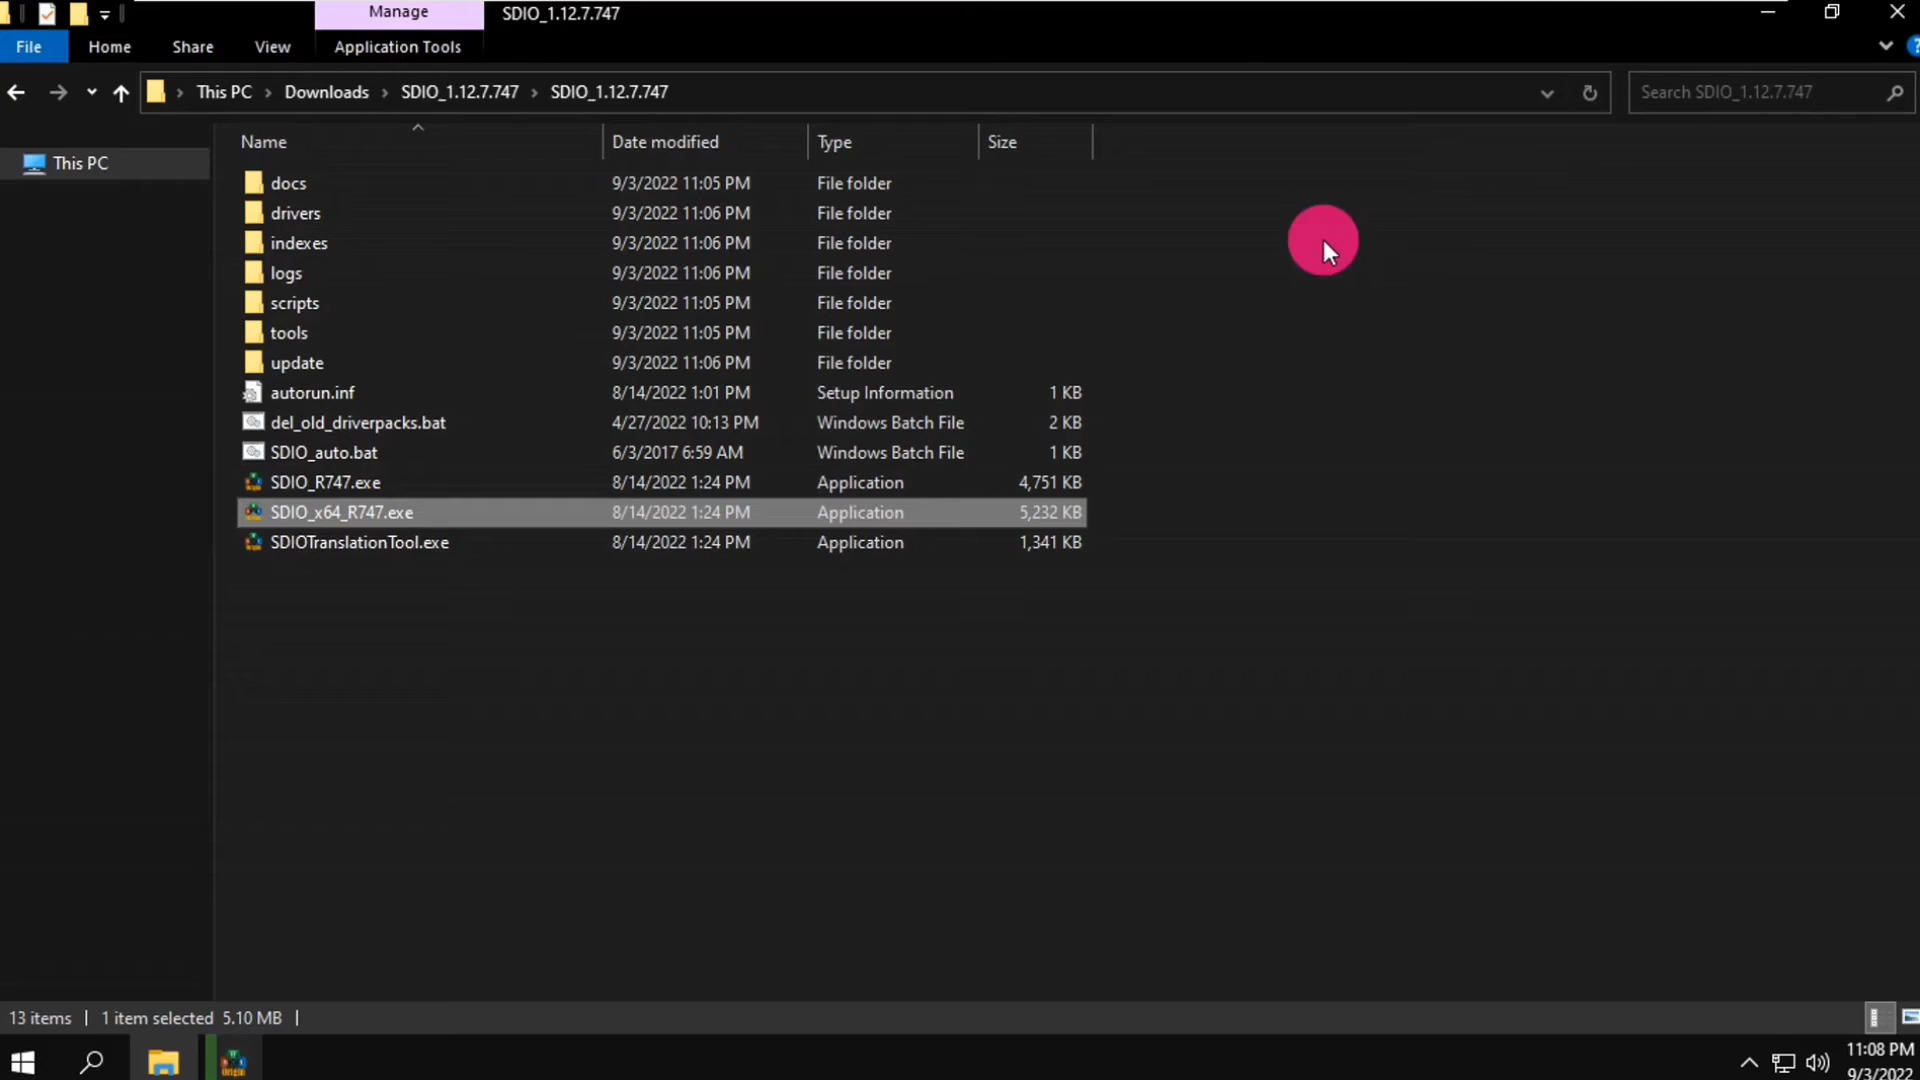 Manage
SDIO_1.12.7.747
File
Home
Share
View
Application Tools
This PC
Downloads
SDIO_1.12.7.747
SDIO_1.12.7.747
Search SDIO_1.12.7.747
Name
Date modified
Type
Size
This PC
docs 9/3/2022 11:05 PM File folder
drivers 9/3/2022 11:06 PM File folder
indexes 9/3/2022 11:06 PM File folder
logs 9/3/2022 11:06 PM File folder
scripts 9/3/2022 11:05 PM File folder
tools 9/3/2022 11:05 PM File folder
update 9/3/2022 11:06 PM File folder
autorun.inf 8/14/2022 1:01 PM Setup Information 1 KB
del_old_driverpacks.bat 4/27/2022 10:13 PM Windows Batch File 2 KB
SDIO_auto.bat 6/3/2017 6:59 AM Windows Batch File 1 KB
SDIO_R747.exe 8/14/2022 1:24 PM Application 4,751 KB
SDIO_x64_R747.exe 8/14/2022 1:24 PM Application 5,232 KB
SDIOTranslationTool.exe 8/14/2022 1:24 PM Application 1,341 KB
13 items
1 item selected 5.10 MB
Origin
11:08 PM
9/3/2022